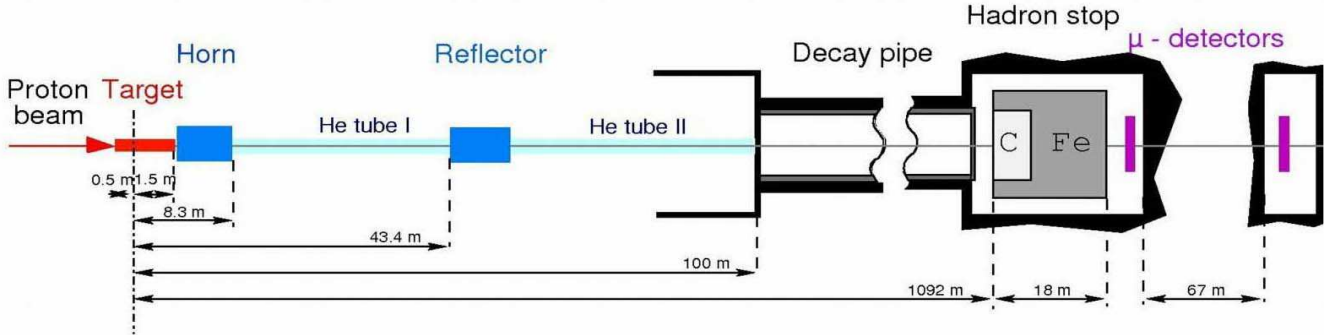 Hadron stop
Horn
Reflector
Decay pipe
μ - detectors
Proton
beam
Target
He tube I
He tube II
C
Fe
0.5 m
1.5 m
8.3 m
43.4 m
100 m
1092 m
18 m
67 m